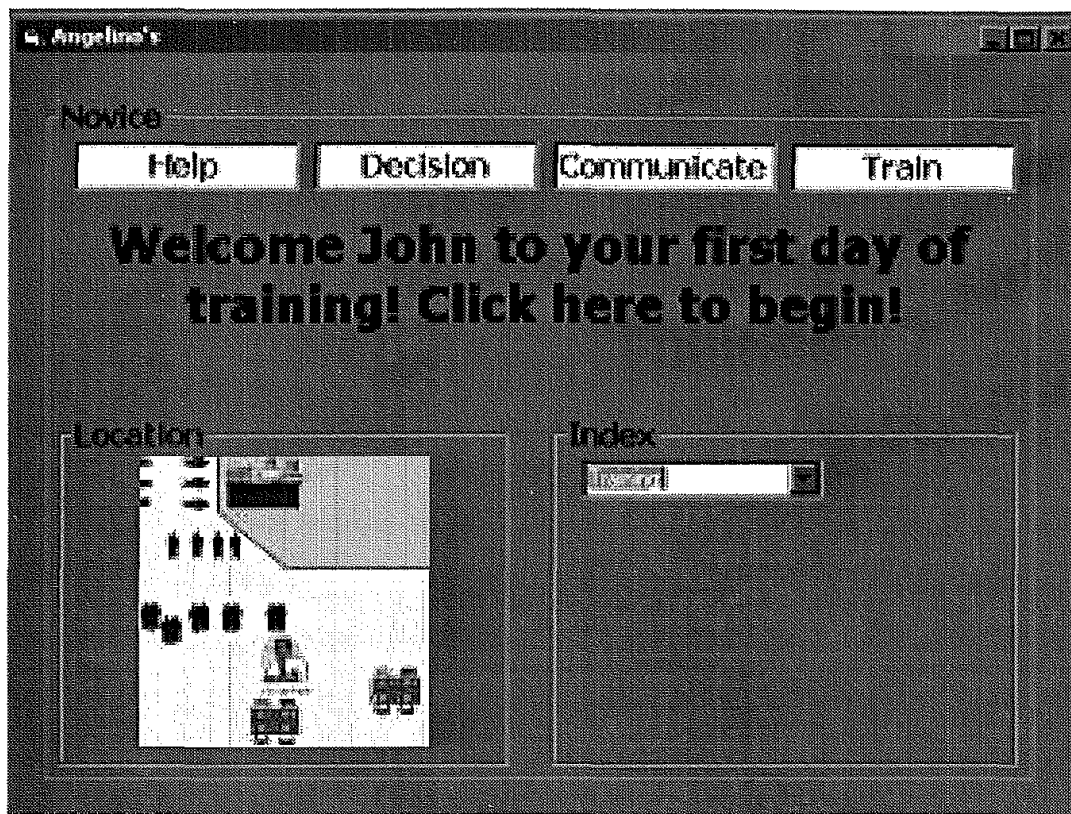 Angelina's
Novice
Help Decision Communicate Train
Welcome John to your first day of
training! Click here to begin!
Location
Index